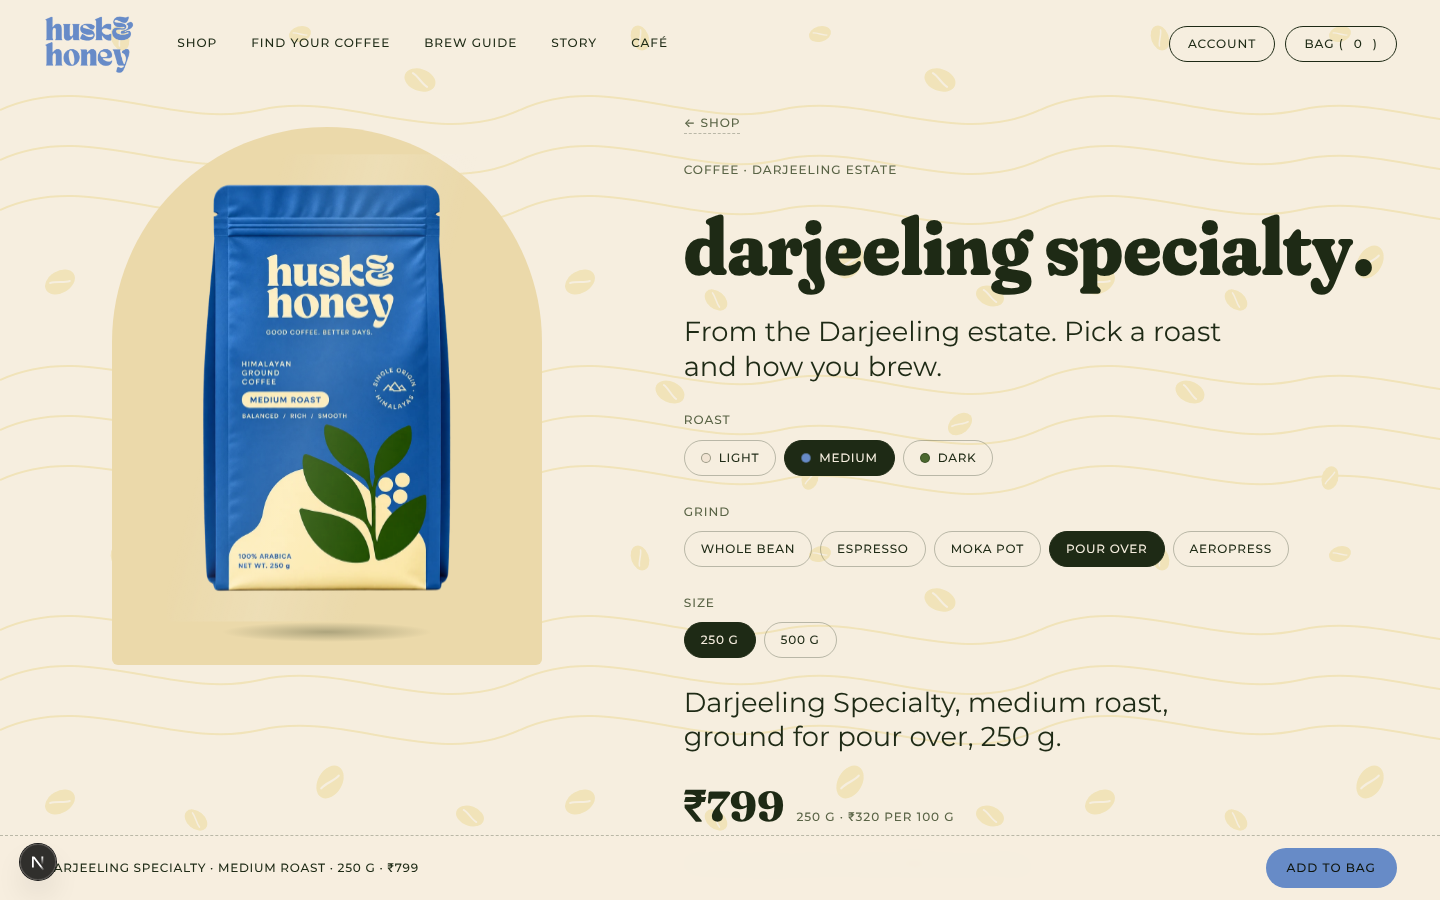 husk&
honey
SHOP
FIND YOUR COFFEE
BREW GUIDE
STORY
CAFÉ
ACCOUNT
BAG ( 0 )
← SHOP
COFFEE · DARJEELING ESTATE
darjeeling specialty.
From the Darjeeling estate. Pick a roast
and how you brew.
ROAST
LIGHT
MEDIUM
DARK
GRIND
WHOLE BEAN
ESPRESSO
MOKA POT
POUR OVER
AEROPRESS
SIZE
250 G
500 G
Darjeeling Specialty, medium roast,
ground for pour over, 250 g.
₹799
250 G · ₹320 PER 100 G
husk&
honey
GOOD COFFEE. BETTER DAYS.
HIMALAYAN
GROUND
COFFEE
MEDIUM ROAST
BALANCED / RICH / SMOOTH
SINGLE ORIGIN
HIMALAYAS
100% ARABICA
NET WT. 250 g
N
ARJEELING SPECIALTY · MEDIUM ROAST · 250 G · ₹799
ADD TO BAG